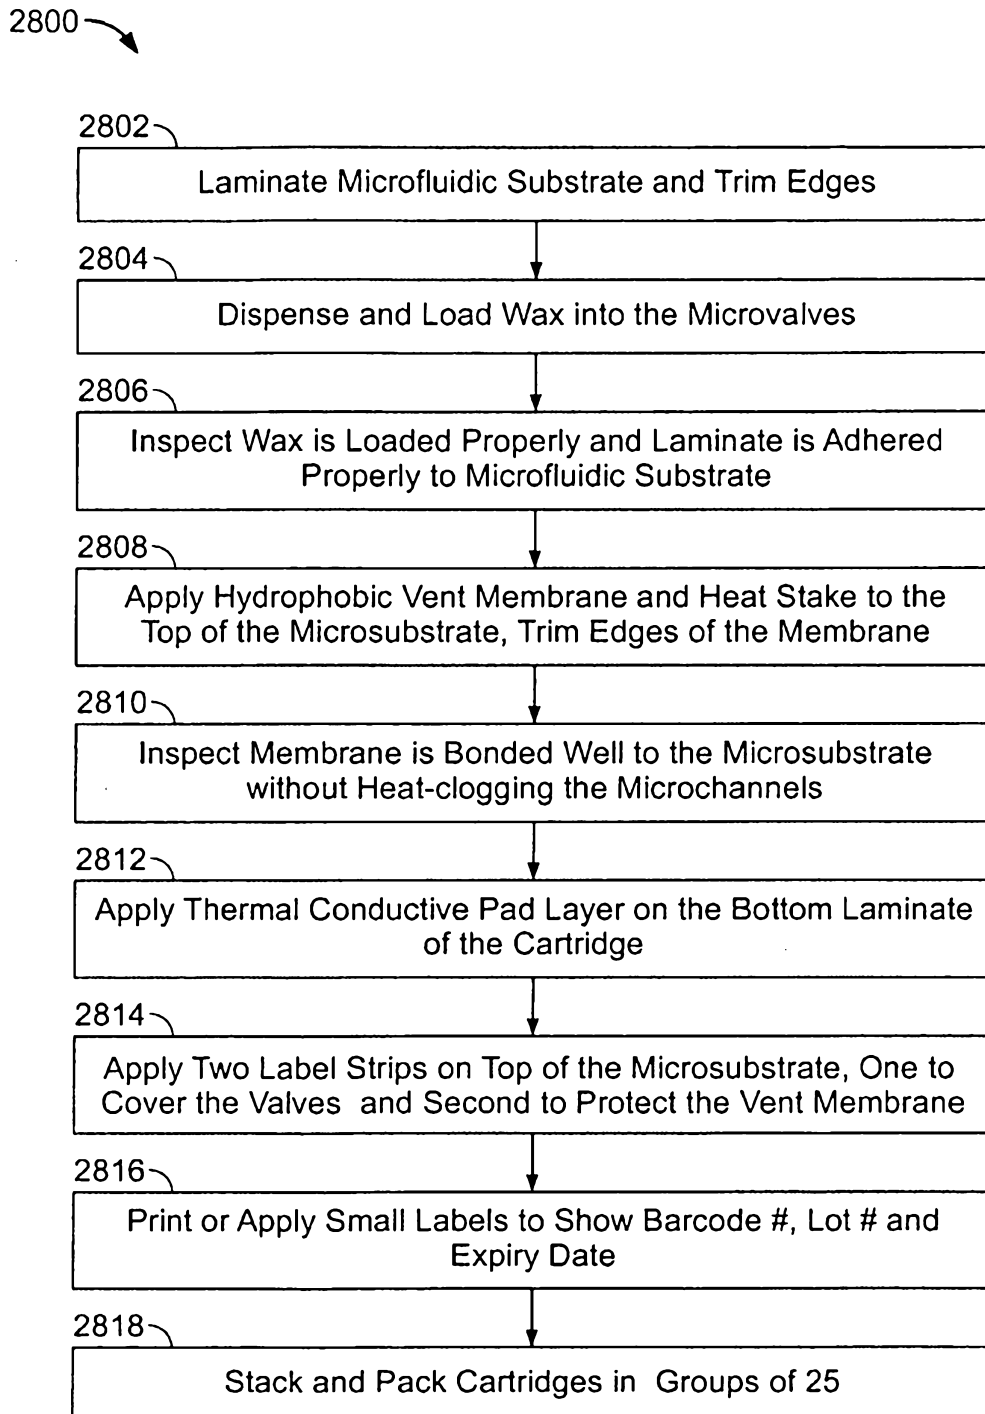 2800
2802
Laminate Microfluidic Substrate and Trim Edges
2804
Dispense and Load Wax into the Microvalves
2806
Inspect Wax is Loaded Properly and Laminate is Adhered
Properly to Microfluidic Substrate
2808
Apply Hydrophobic Vent Membrane and Heat Stake to the
Top of the Microsubstrate, Trim Edges of the Membrane
2810
Inspect Membrane is Bonded Well to the Microsubstrate
without Heat-clogging the Microchannels
2812
Apply Thermal Conductive Pad Layer on the Bottom Laminate
of the Cartridge
2814
Apply Two Label Strips on Top of the Microsubstrate, One to
Cover the Valves and Second to Protect the Vent Membrane
2816
Print or Apply Small Labels to Show Barcode #, Lot # and
Expiry Date
2818
Stack and Pack Cartridges in Groups of 25